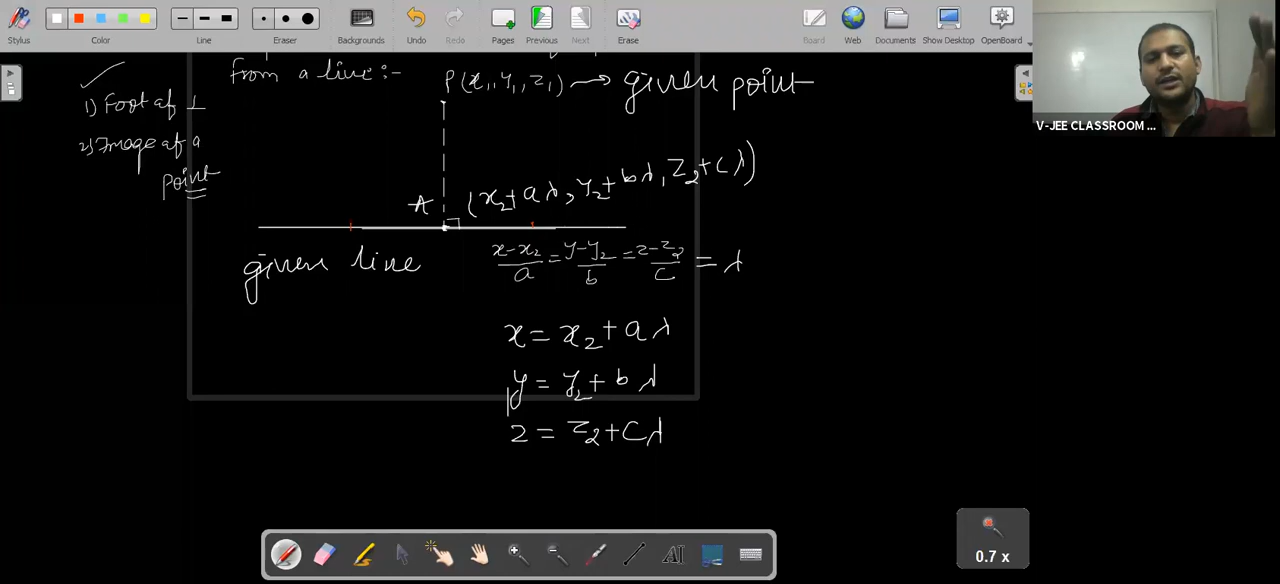 Stylus
Color
Line
Eraser
Backgrounds
Undo
Redo
Pages
Previous
Next
Erase
Board
Web
Documents
Show Desktop
OpenBoard
V-JEE CLASSROOM ...
from a line:-
P(x₁, y₁, z₁) → given point
1) Foot of ⊥
2) Image of a
point
A (x₂+aλ, y₂+bλ, z₂+cλ)
given line
(x-x₂)/a = (y-y₂)/b = (z-z₂)/c = λ
x = x₂+aλ
y = y₂+bλ
z = z₂+cλ
AI
0.7 x